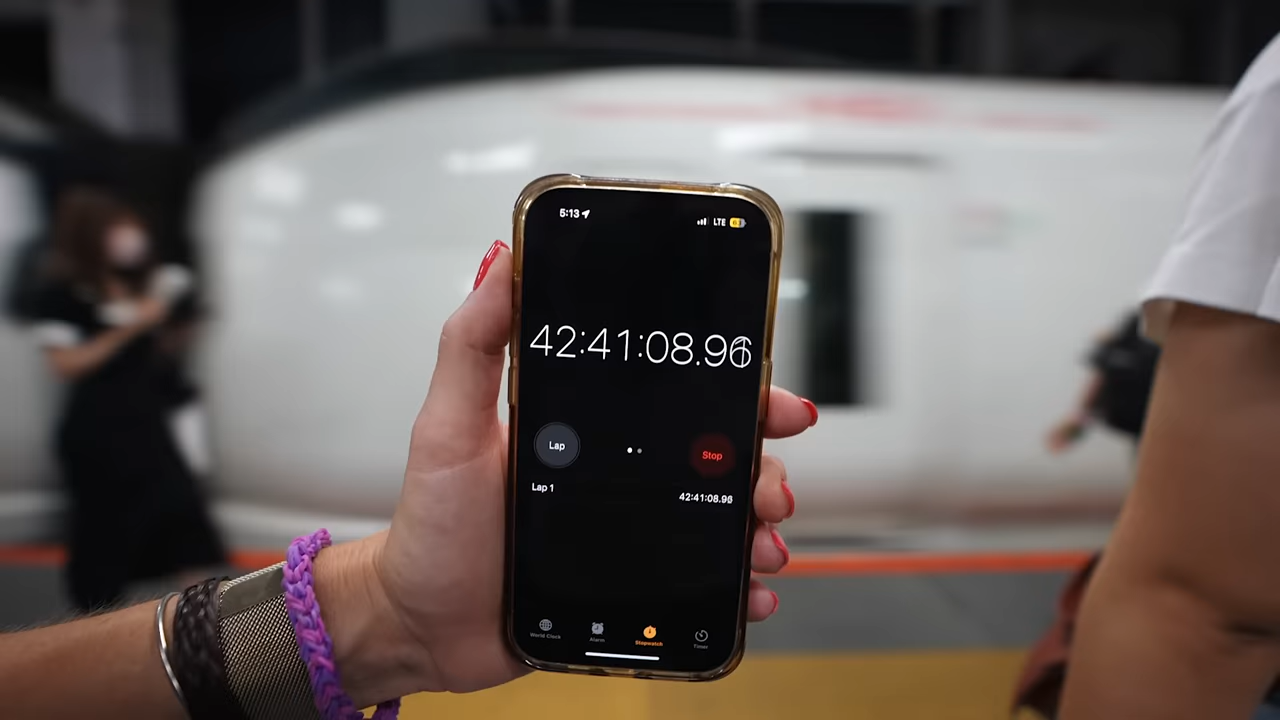 5:13
LTE
42:41:08.96
Lap
Stop
Lap 1
42:41:08.96
World Clock
Alarm
Stopwatch
Timer